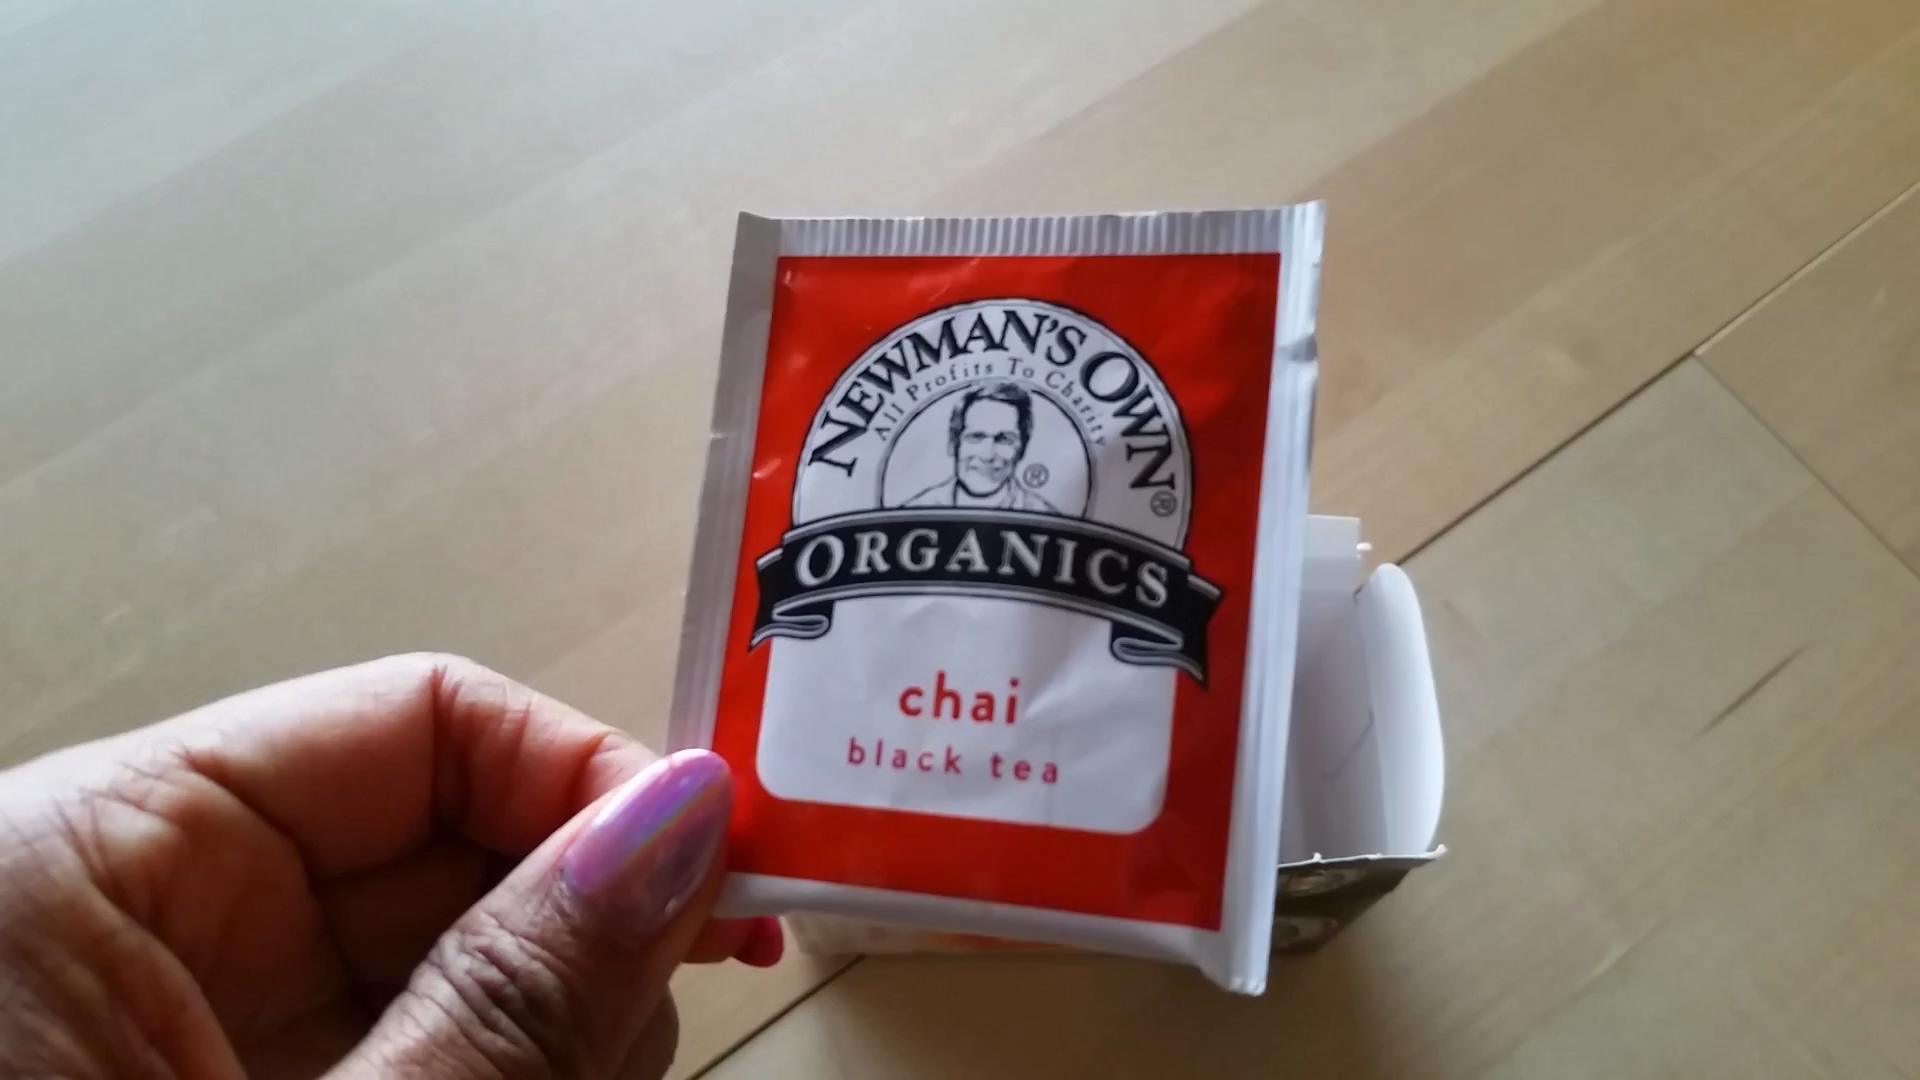 NEWMAN'S OWN®
All Profits To Charity
®
ORGANICS
chai
black tea